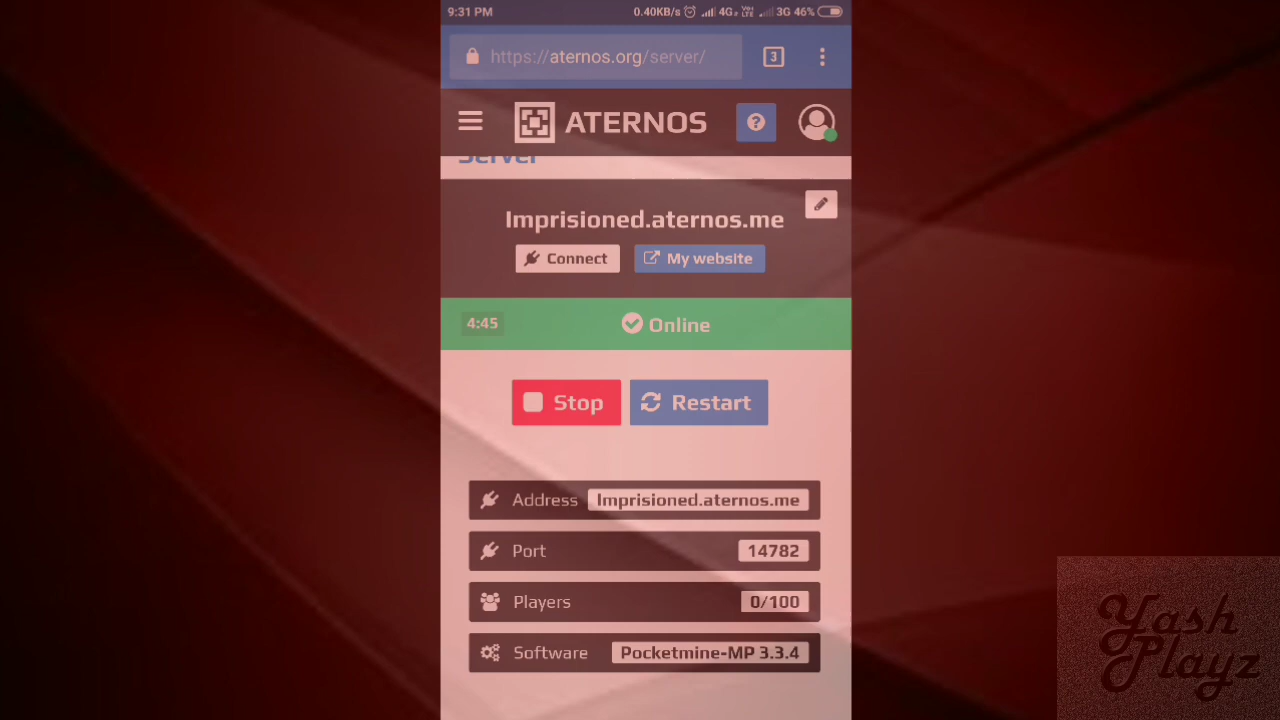 9:31 PM 0.40KB/s 4G VoLTE 3G 46%
https://aternos.org/server/ 3
ATERNOS ?
Server
Imprisioned.aternos.me
Connect My website
4:45 Online
Stop Restart
Address Imprisioned.aternos.me
Port 14782
Players 0/100
Software Pocketmine-MP 3.3.4
Yash
Playz